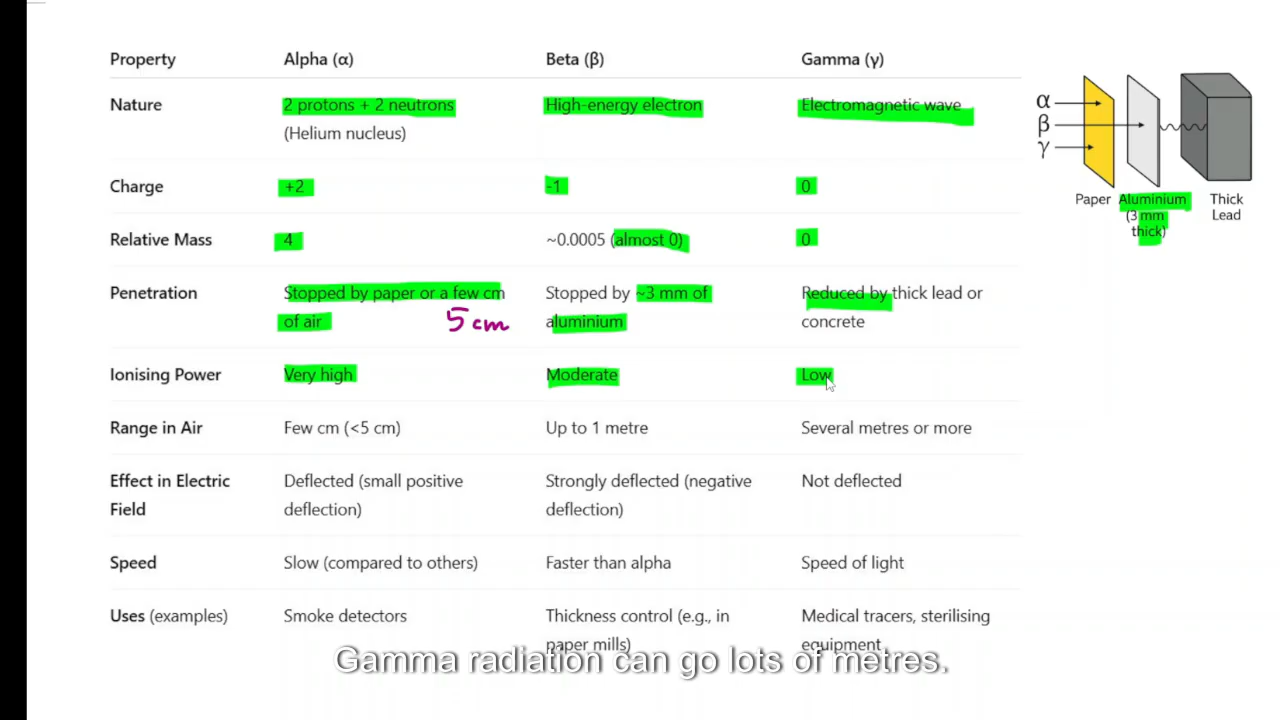 Property Alpha (α) Beta (β) Gamma (γ)
Nature 2 protons + 2 neutrons High-energy electron Electromagnetic wave
(Helium nucleus)
Charge +2 -1 0
Relative Mass 4 ~0.0005 (almost 0) 0
Penetration Stopped by paper or a few cm Stopped by ~3 mm of Reduced by thick lead or
of air 5 cm aluminium concrete
Ionising Power Very high Moderate Low
Range in Air Few cm (<5 cm) Up to 1 metre Several metres or more
Effect in Electric Deflected (small positive Strongly deflected (negative Not deflected
Field deflection) deflection)
Speed Slow (compared to others) Faster than alpha Speed of light
Uses (examples) Smoke detectors Thickness control (e.g., in Medical tracers, sterilising
paper mills) equipment
α
β
γ
Paper Aluminium Thick
(3 mm Lead
thick)
Gamma radiation can go lots of metres.